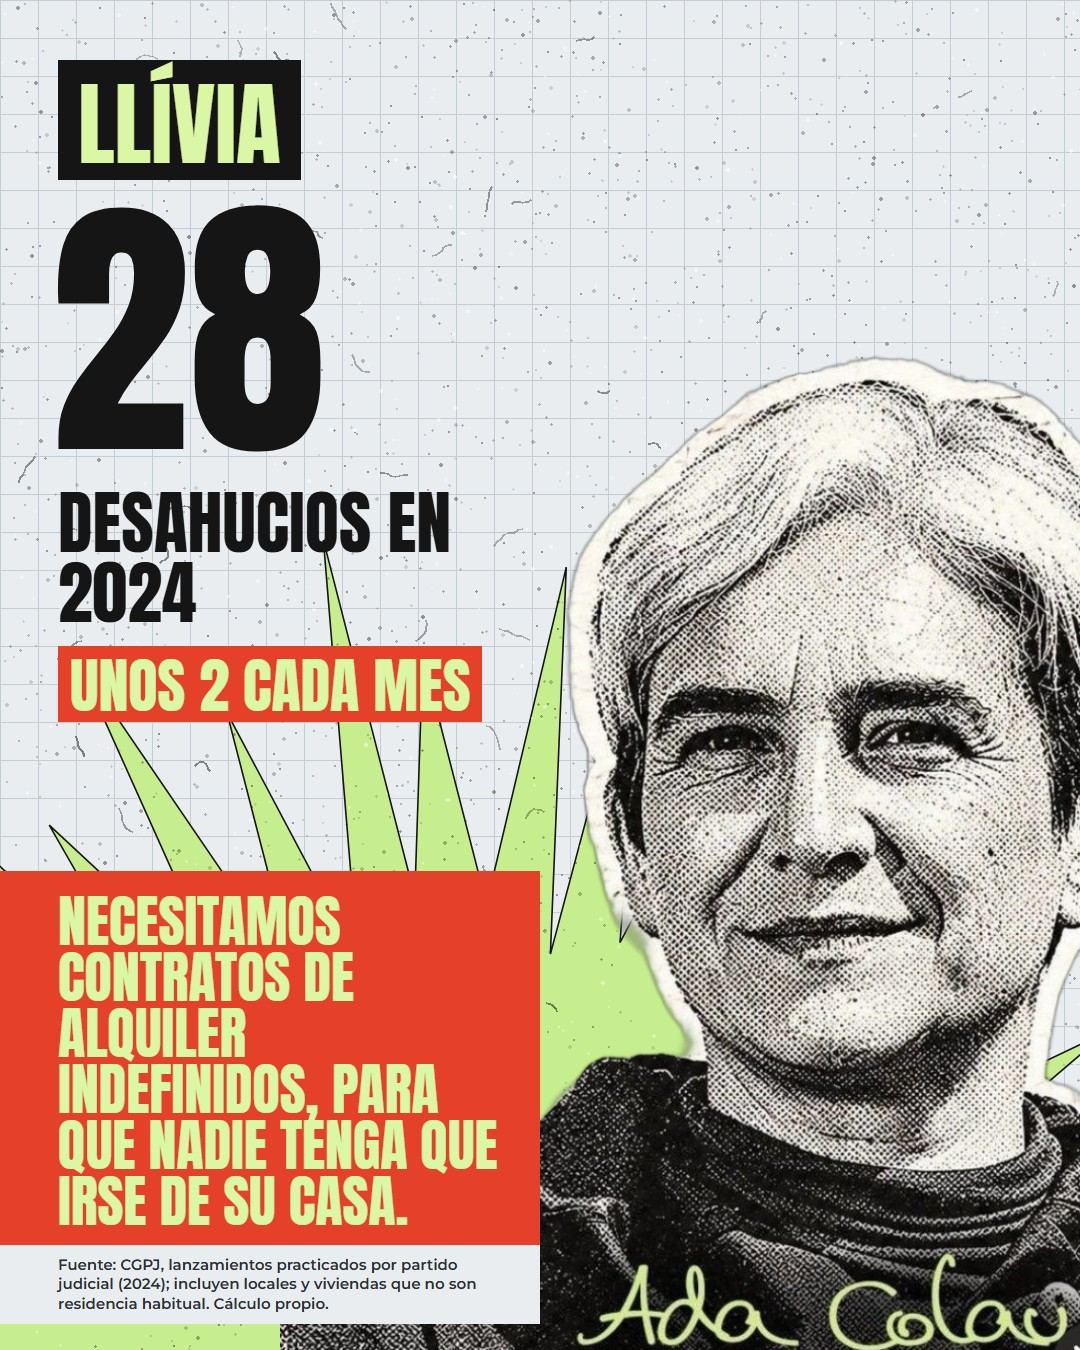 LLÍVIA
28
DESAHUCIOS EN
2024
UNOS 2 CADA MES
NECESITAMOS
CONTRATOS DE
ALQUILER
INDEFINIDOS, PARA
QUE NADIE TENGA QUE
IRSE DE SU CASA.
Fuente: CGPJ, lanzamientos practicados por partido
judicial (2024); incluyen locales y viviendas que no son
residencia habitual. Cálculo propio.
Ada Colau